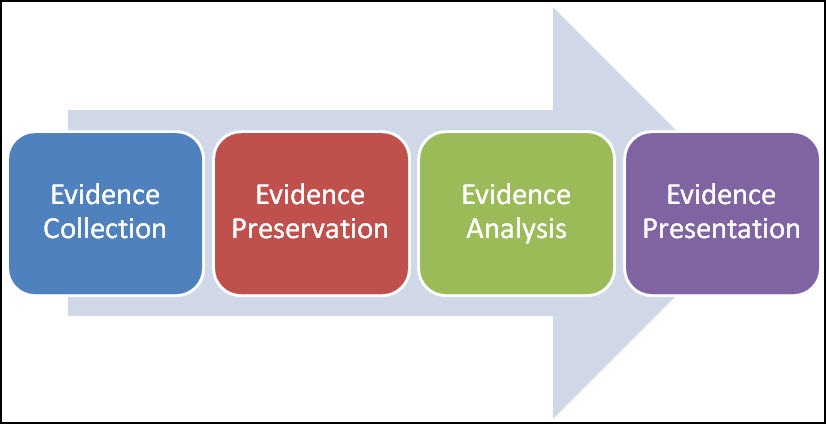 Evidence
Collection
Evidence
Preservation
Evidence
Analysis
Evidence
Presentation